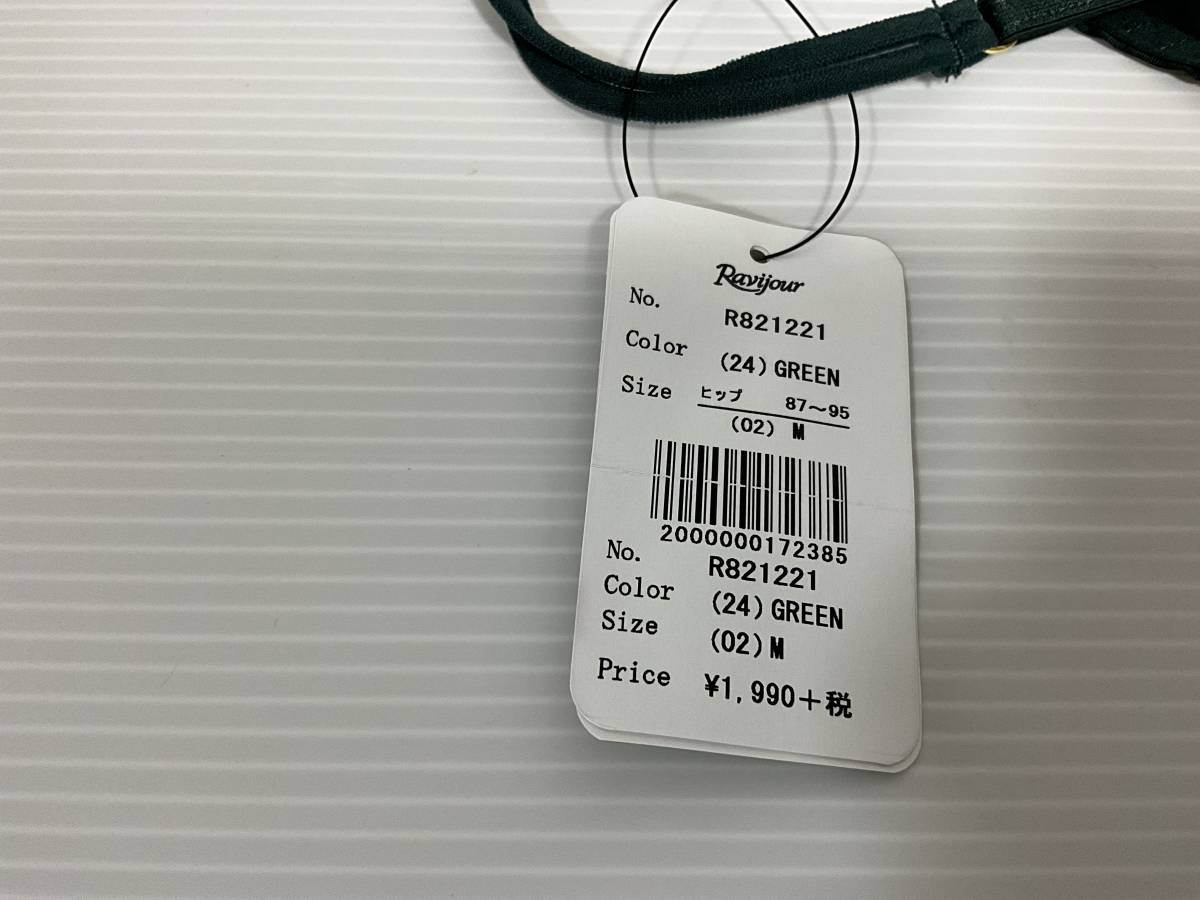 Ravijour
No. R821221
Color (24) GREEN
Size ヒップ 87～95
(02) M
2000000172385
No. R821221
Color (24) GREEN
Size (02) M
Price ¥1,990+税